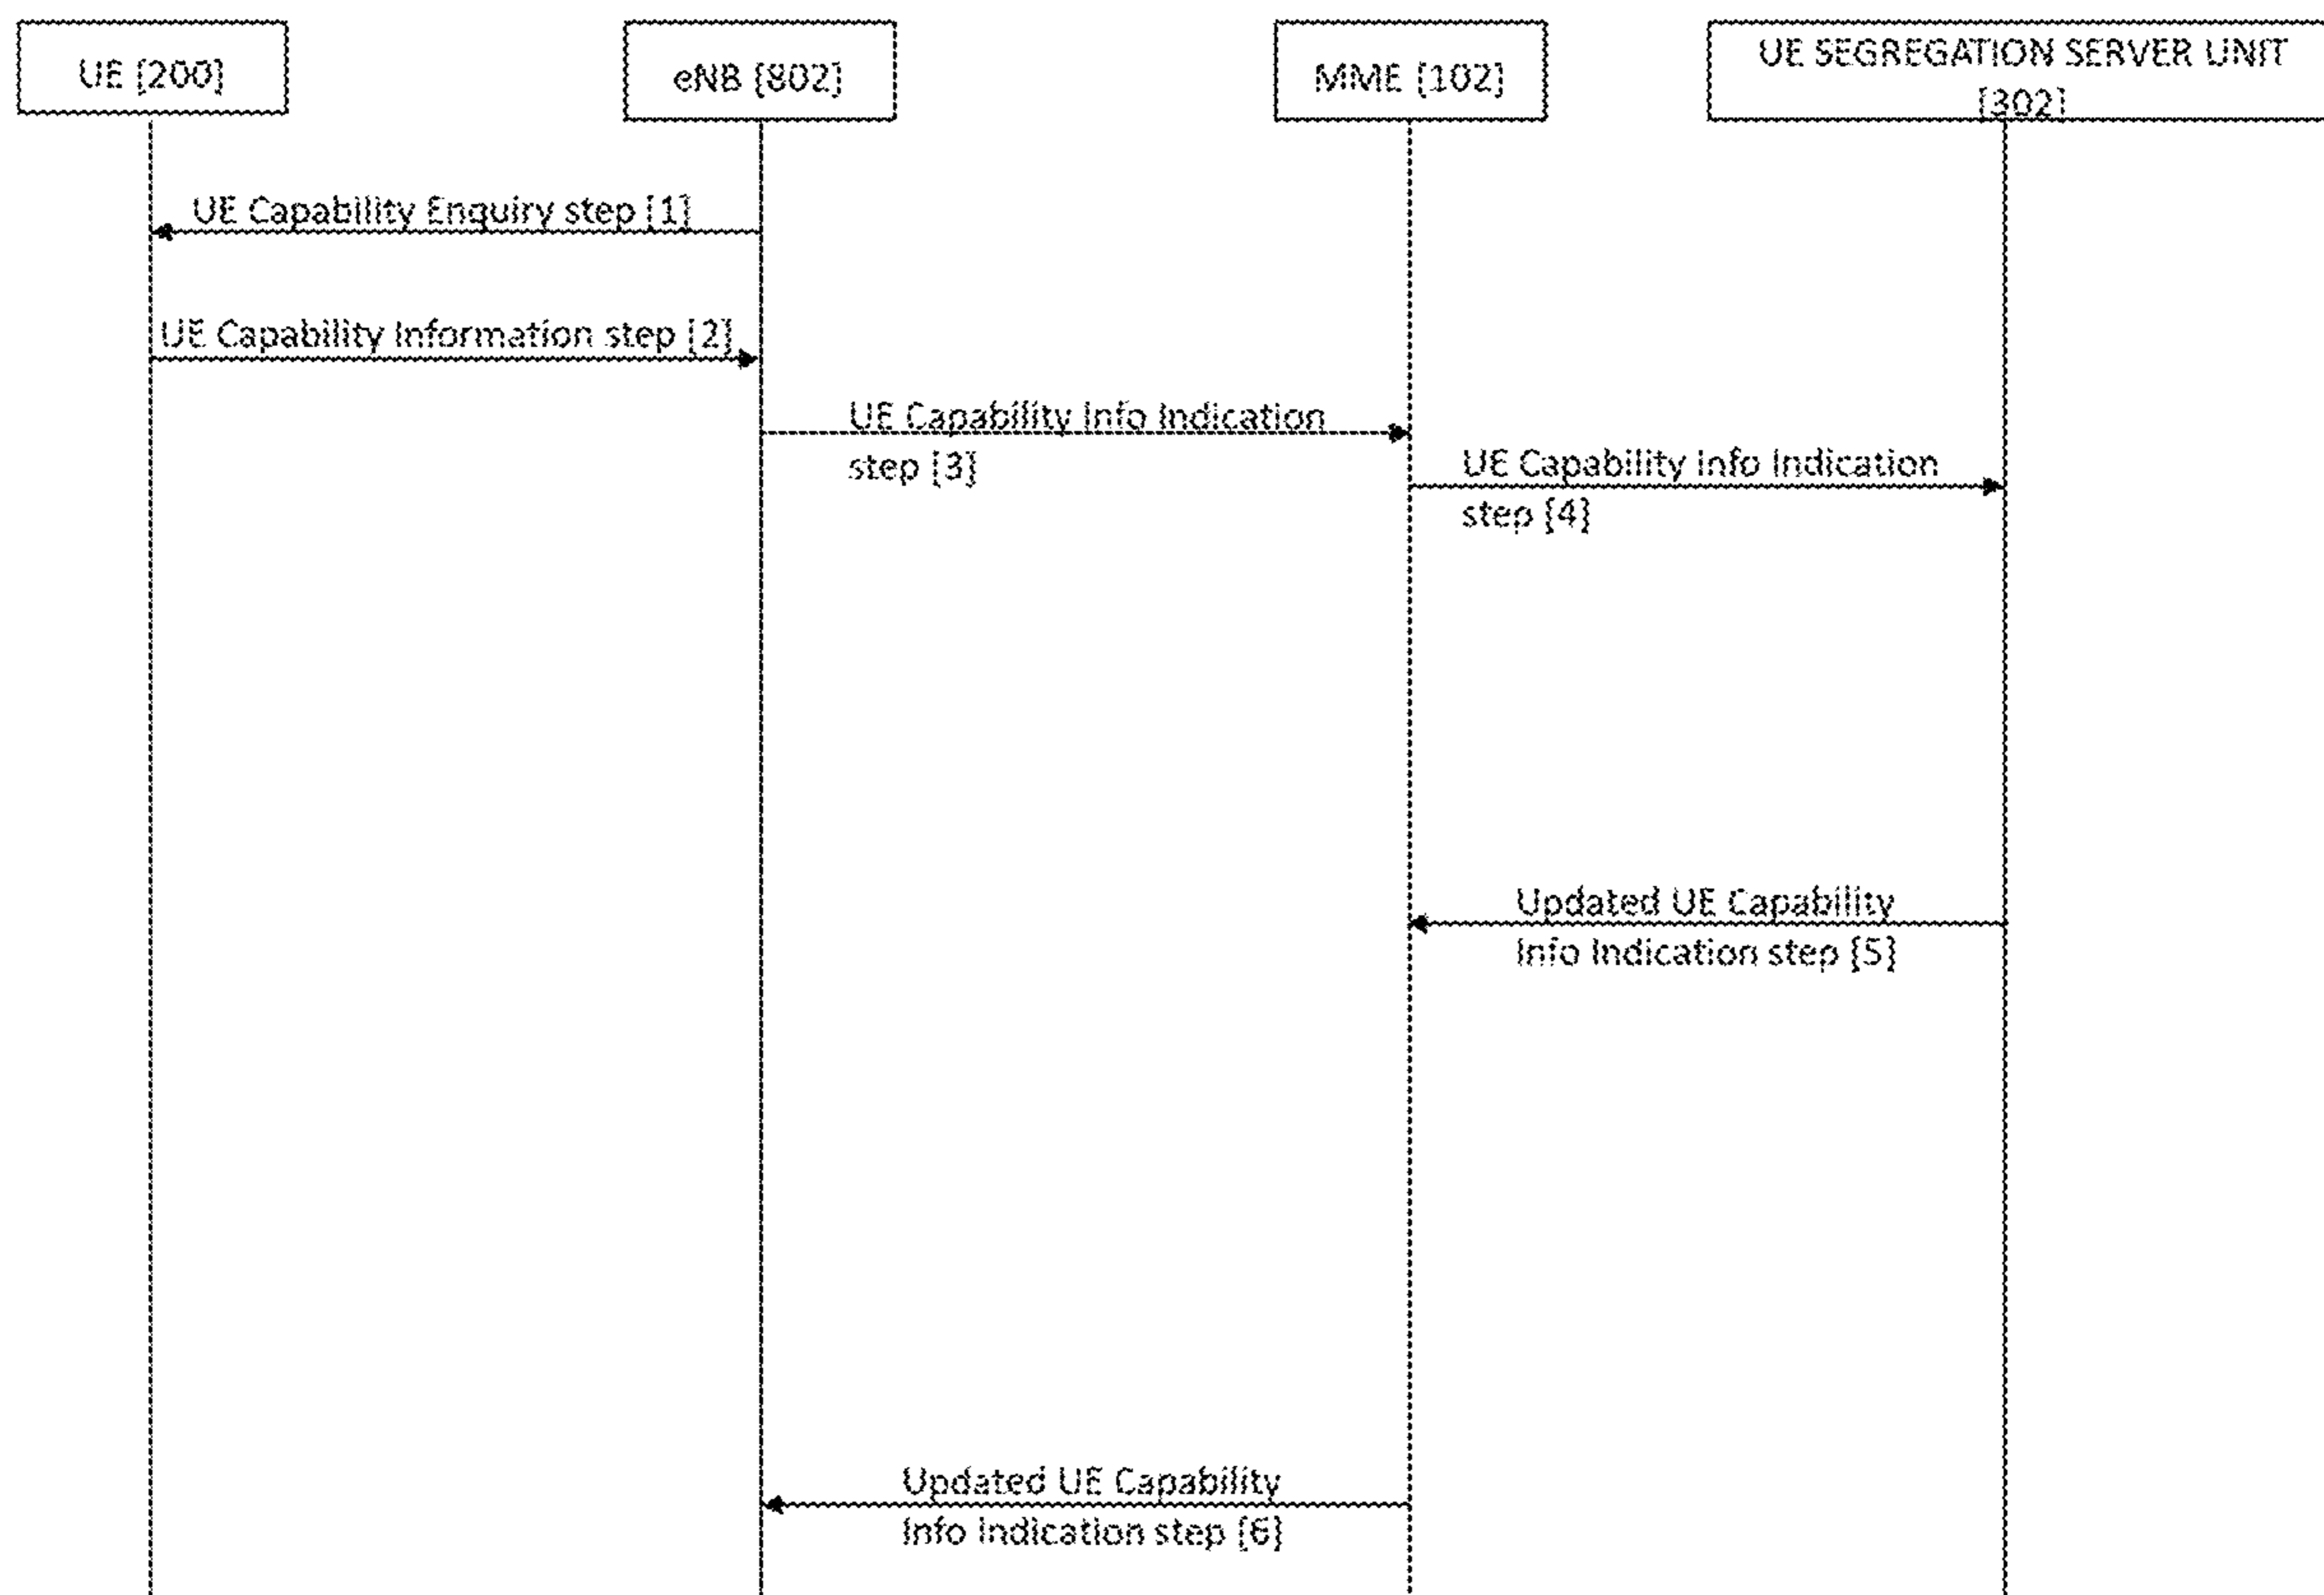 UE [200]
eNB [802]
MME [102]
UE SEGREGATION SERVER UNIT
[302]
UE Capability Enquiry step [1]
UE Capability Information step [2]
UE Capability Info Indication
step [3]
UE Capability Info Indication
step [4]
Updated UE Capability
Info Indication step [5]
Updated UE Capability
Info Indication step [6]